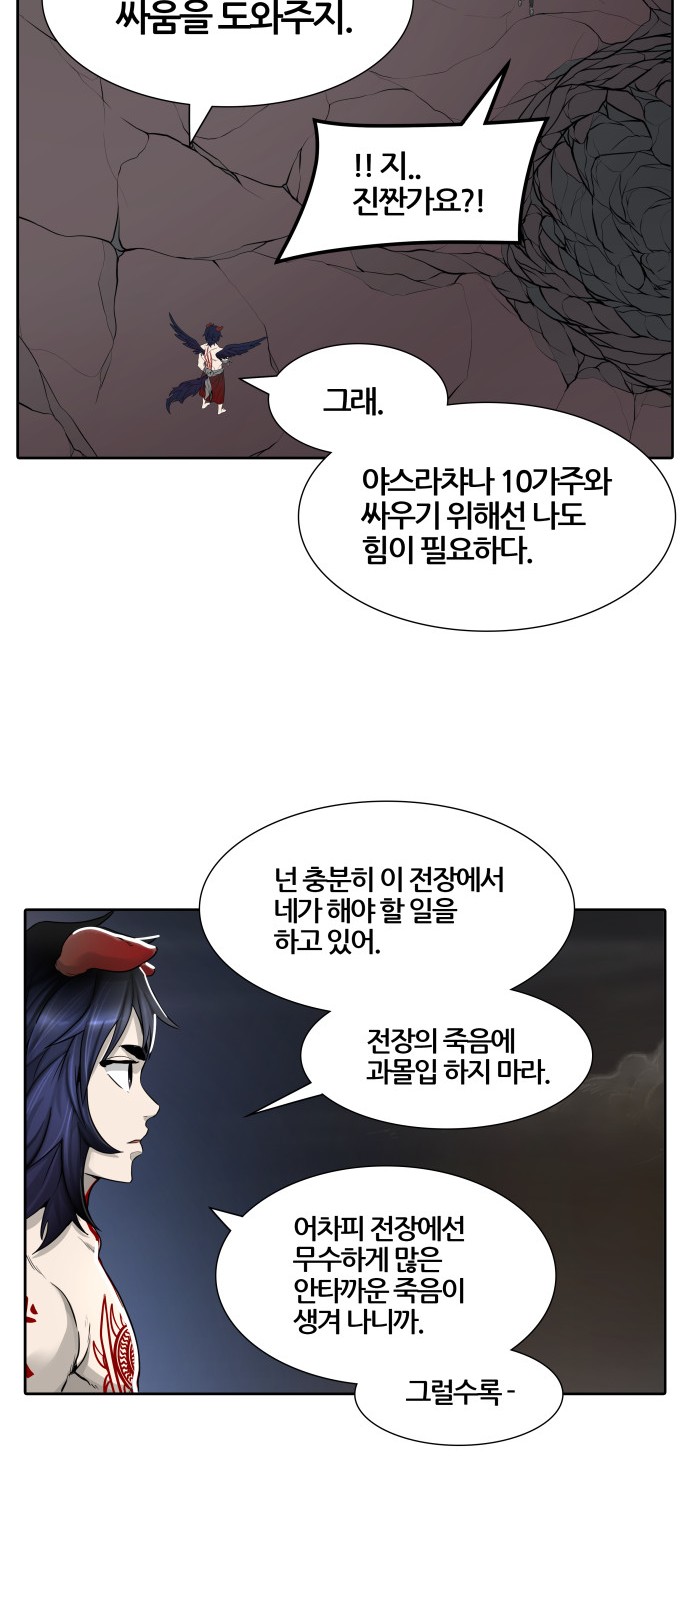 싸움을 도와주지.
!! 지..
진짠가요?!
그래.
야스라챠나 10가주와
싸우기 위해선 나도
힘이 필요하다.
넌 충분히 이 전장에서
네가 해야 할 일을
하고 있어.
전장의 죽음에
과몰입 하지 마라.
어차피 전장에선
무수하게 많은
안타까운 죽음이
생겨 나니까.
그럴수록 -